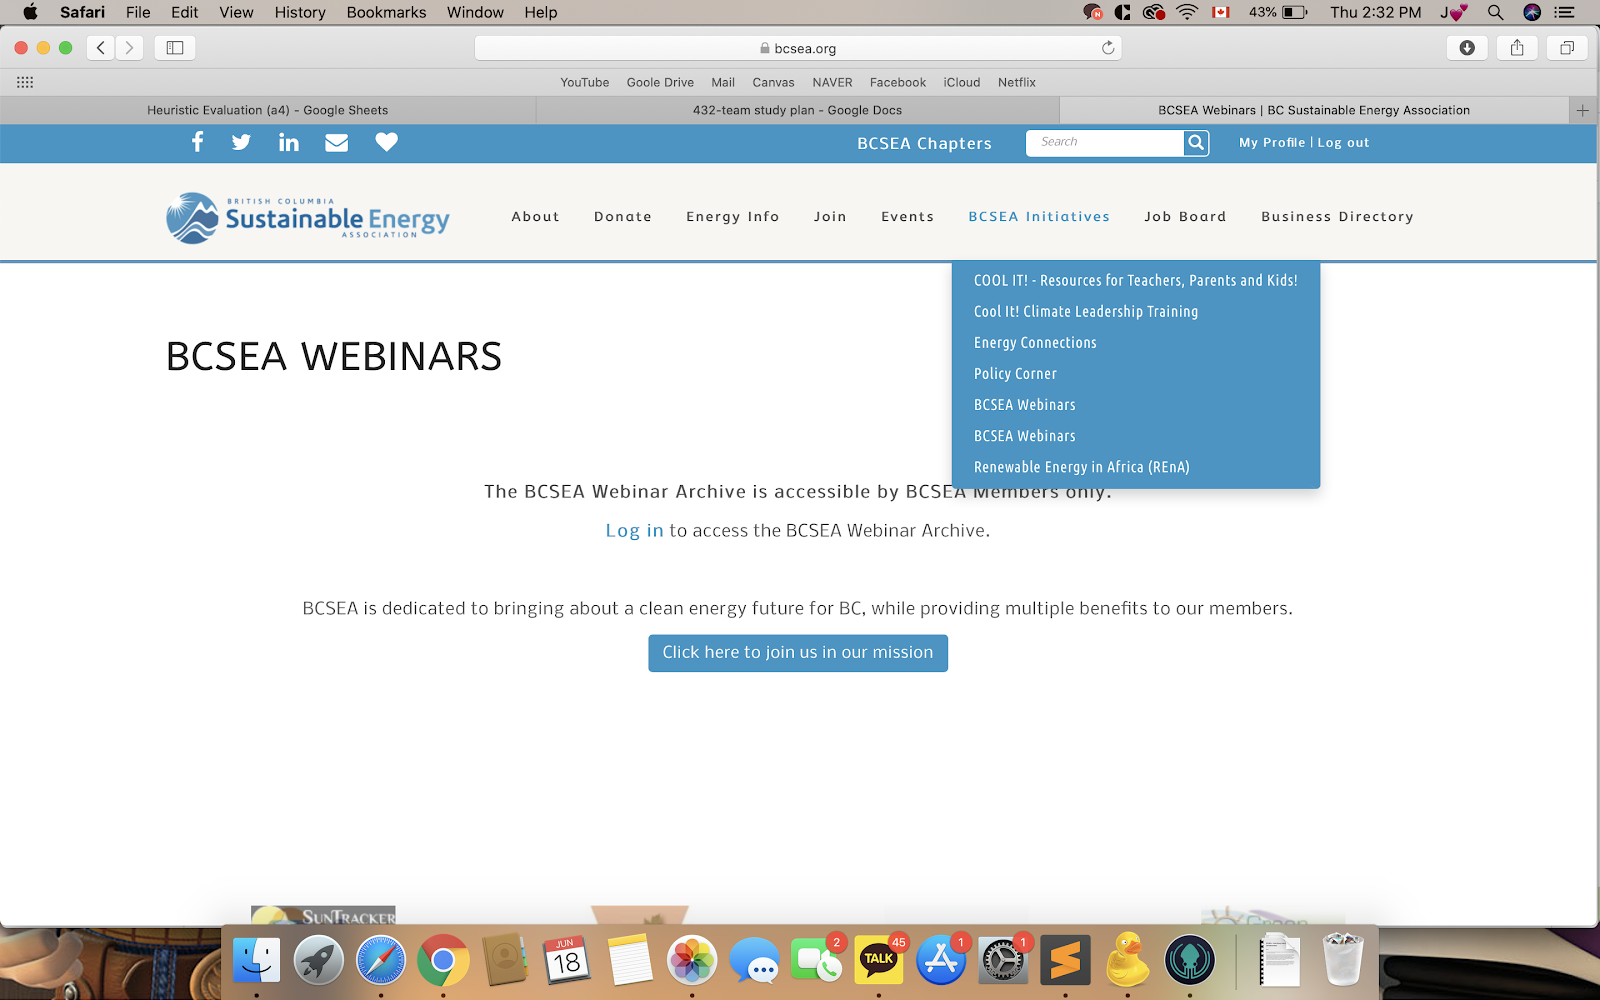 Safari File Edit View History Bookmarks Window Help 43% Thu 2:32 PM J
bcsea.org
YouTube Goole Drive Mail Canvas NAVER Facebook iCloud Netflix
Heuristic Evaluation (a4) - Google Sheets 432-team study plan - Google Docs BCSEA Webinars | BC Sustainable Energy Association
BCSEA Chapters Search My Profile | Log out
BRITISH COLUMBIA
Sustainable Energy
ASSOCIATION
About Donate Energy Info Join Events BCSEA Initiatives Job Board Business Directory
COOL IT! - Resources for Teachers, Parents and Kids!
Cool It! Climate Leadership Training
Energy Connections
Policy Corner
BCSEA Webinars
BCSEA Webinars
Renewable Energy in Africa (REnA)
BCSEA WEBINARS
The BCSEA Webinar Archive is accessible by BCSEA Members only.
Log in to access the BCSEA Webinar Archive.
BCSEA is dedicated to bringing about a clean energy future for BC, while providing multiple benefits to our members.
Click here to join us in our mission
SUNTRACKER
Green
JUN
18
2
TALK
45
1
1